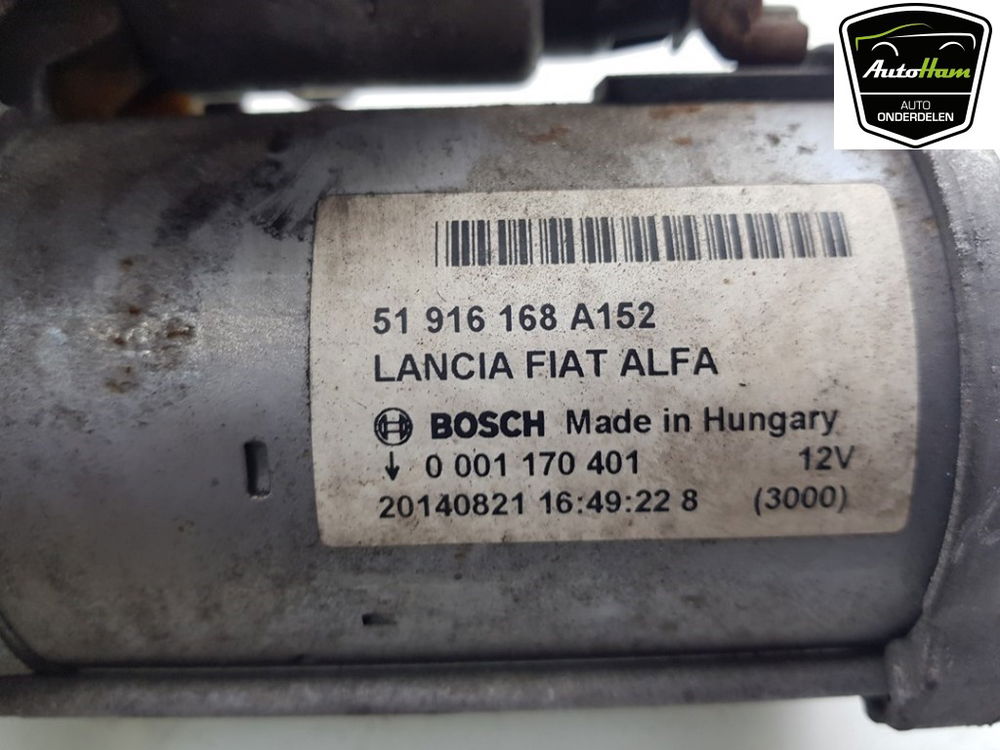 AutoHam
AUTO
ONDERDELEN
51 916 168 A152
LANCIA FIAT ALFA
BOSCH Made in Hungary
↓ 0 001 170 401 12V
20140821 16:49:22 8 (3000)